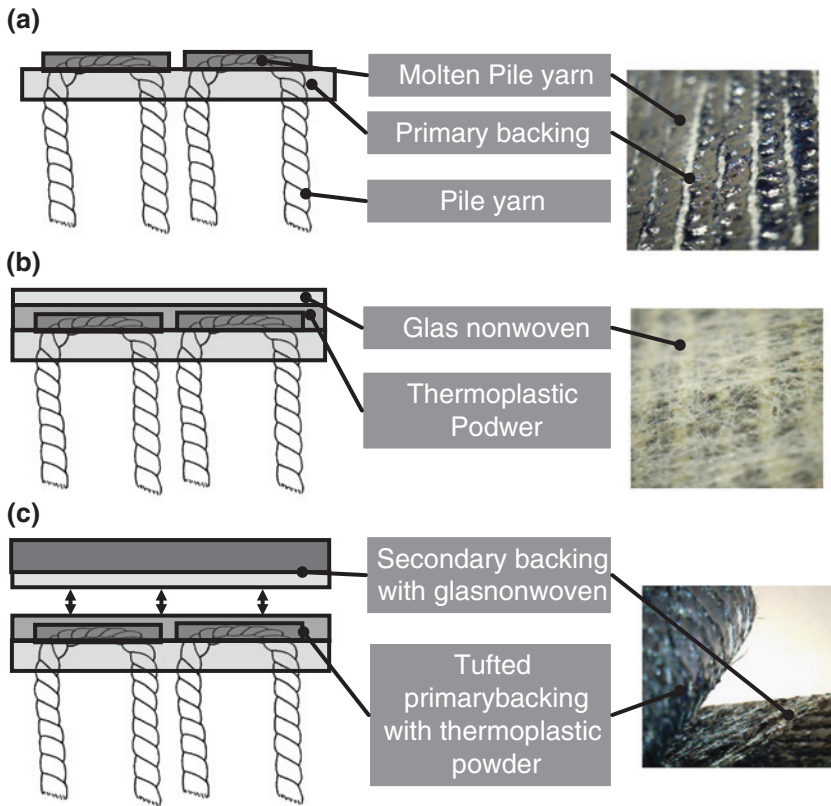 (a)
Molten Pile yarn
Primary backing
Pile yarn
(b)
Glas nonwoven
Thermoplastic
Podwer
(c)
Secondary backing
with glasnonwoven
Tufted
primarybacking
with thermoplastic
powder